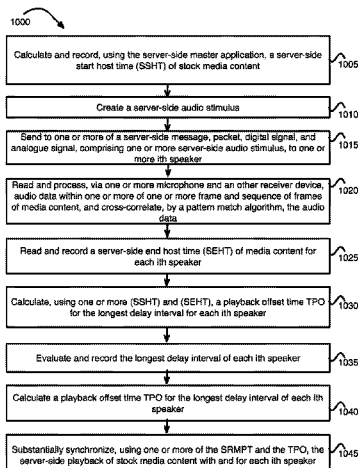 1000
Calculate and record, using the server-side master application, a server-side
start host time (SSHT) of stock media content
1005
Create a server-side audio stimulus
1010
Send to one or more of a server-side message, packet, digital signal, and
analogue signal, comprising one or more server-side audio stimulus, to one or
more ith speaker
1015
Read and process, via one or more microphone and an other receiver device,
audio data within one or more of one or more frame and sequence of frames
of media content, and cross-correlate, by a pattern match algorithm, the audio
data
1020
Read and record a server-side end host time (SEHT) of media content for
each ith speaker
1025
Calculate, using one or more (SSHT) and (SEHT), a playback offset time TPO
for the longest delay interval for each ith speaker
1030
Evaluate and record the longest delay interval of each ith speaker
1035
Calculate a playback offset time TPO for the longest delay interval of each ith
speaker
1040
Substantially synchronize, using one or more of the SRMPT and the TPO, the
server-side playback of stock media content with and for each ith speaker
1045